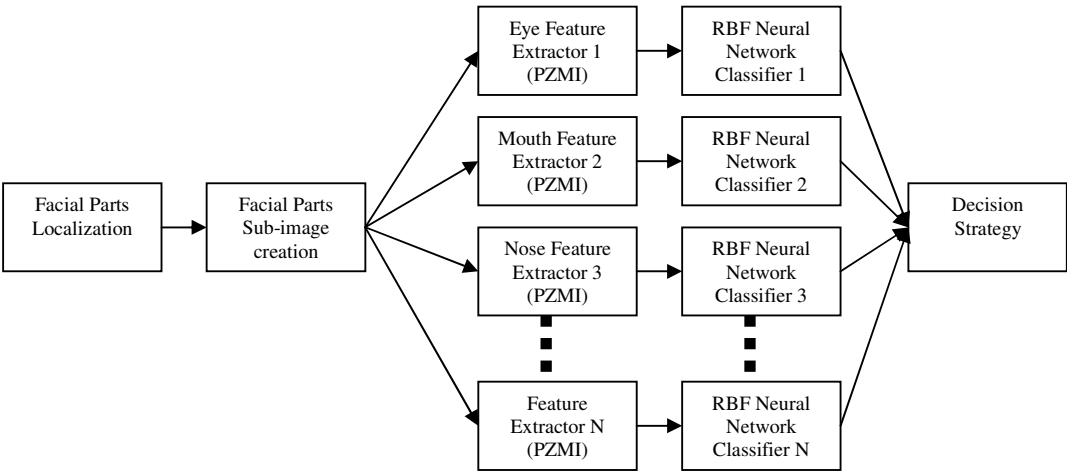 Facial Parts
Localization
Facial Parts
Sub-image
creation
Eye Feature
Extractor 1
(PZMI)
RBF Neural
Network
Classifier 1
Mouth Feature
Extractor 2
(PZMI)
RBF Neural
Network
Classifier 2
Nose Feature
Extractor 3
(PZMI)
RBF Neural
Network
Classifier 3
Feature
Extractor N
(PZMI)
RBF Neural
Network
Classifier N
Decision
Strategy